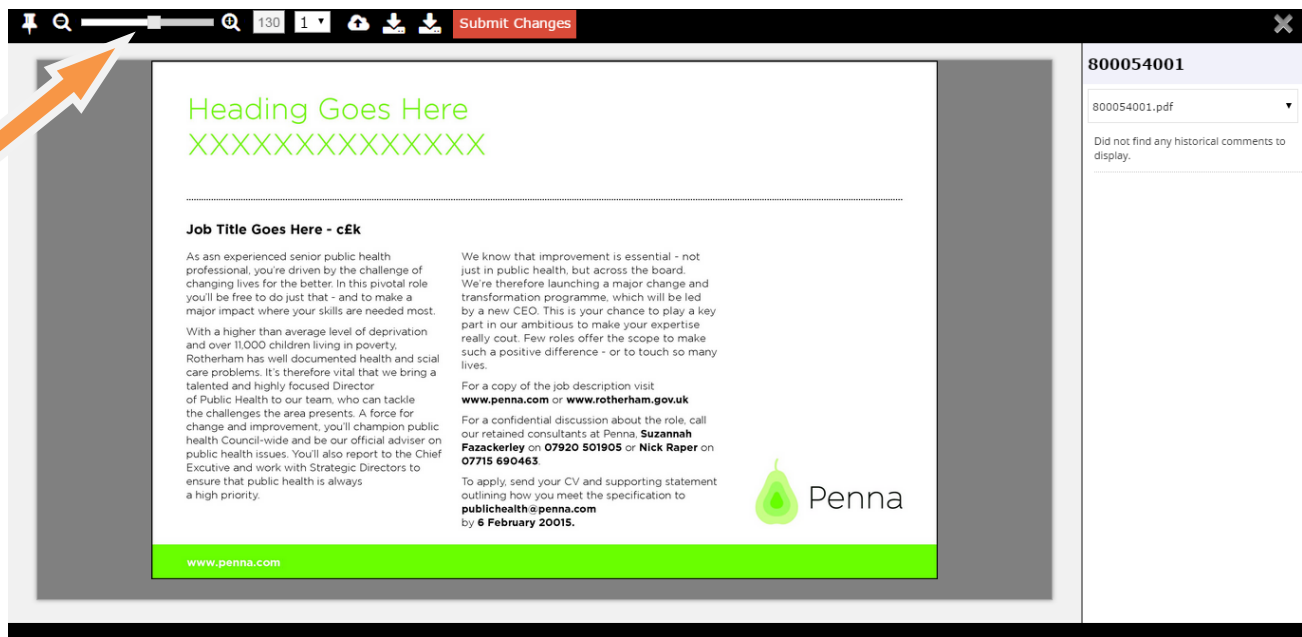 130 1 Submit Changes
800054001
800054001.pdf
Did not find any historical comments to
display.
Heading Goes Here
XXXXXXXXXXXXXX
Job Title Goes Here - c£k
As asn experienced senior public health
professional, you're driven by the challenge of
changing lives for the better. In this pivotal role
you'll be free to do just that - and to make a
major impact where your skills are needed most.
With a higher than average level of deprivation
and over 11,000 children living in poverty,
Rotherham has well documented health and scial
care problems. It's therefore vital that we bring a
talented and highly focused Director
of Public Health to our team, who can tackle
the challenges the area presents. A force for
change and improvement, you'll champion public
health Council-wide and be our official adviser on
public health issues. You'll also report to the Chief
Excutive and work with Strategic Directors to
ensure that public health is always
a high priority.
We know that improvement is essential - not
just in public health, but across the board.
We're therefore launching a major change and
transformation programme, which will be led
by a new CEO. This is your chance to play a key
part in our ambitious to make your expertise
really cout. Few roles offer the scope to make
such a positive difference - or to touch so many
lives.
For a copy of the job description visit
www.penna.com or www.rotherham.gov.uk
For a confidential discussion about the role, call
our retained consultants at Penna, Suzannah
Fazackerley on 07920 501905 or Nick Raper on
07715 690463.
To apply, send your CV and supporting statement
outlining how you meet the specification to
publichealth@penna.com
by 6 February 20015.
Penna
www.penna.com